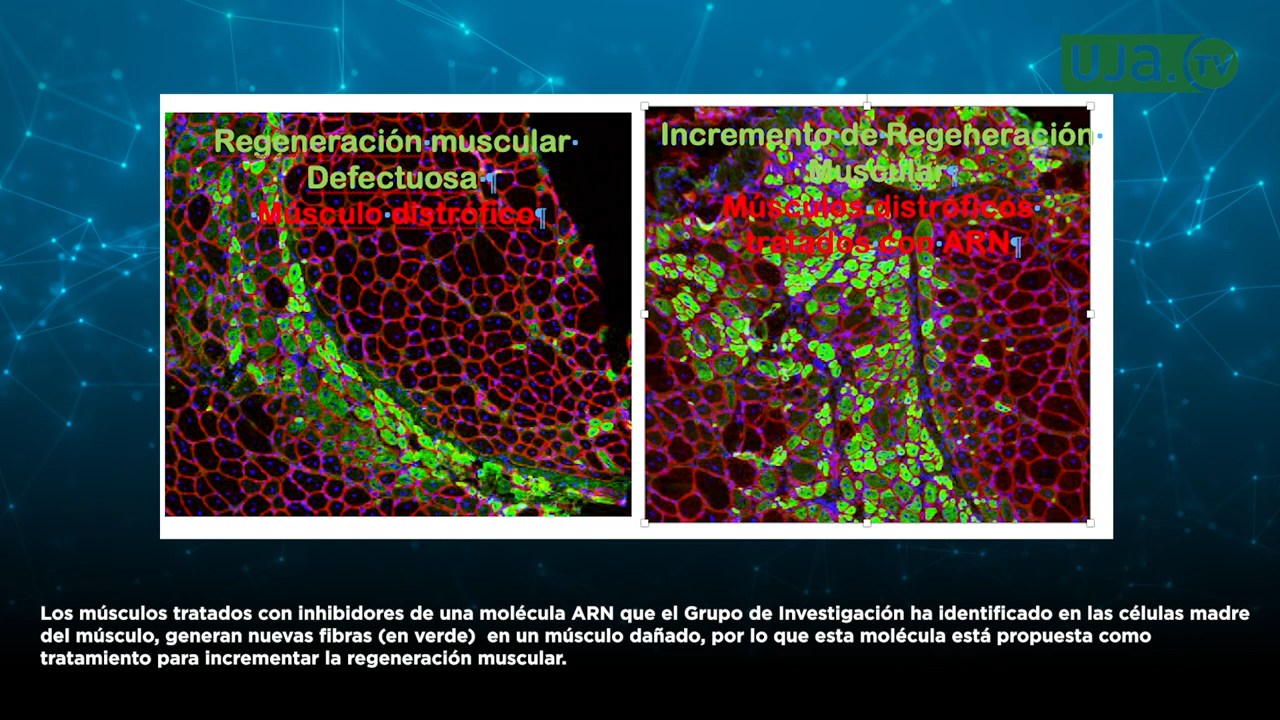 uja.TV
Regeneración muscular
Defectuosa
Músculo distrófico
Incremento de Regeneración
Muscular
Músculos distróficos
tratados con ARN
Los músculos tratados con inhibidores de una molécula ARN que el Grupo de Investigación ha identificado en las células madre
del músculo, generan nuevas fibras (en verde) en un músculo dañado, por lo que esta molécula está propuesta como
tratamiento para incrementar la regeneración muscular.